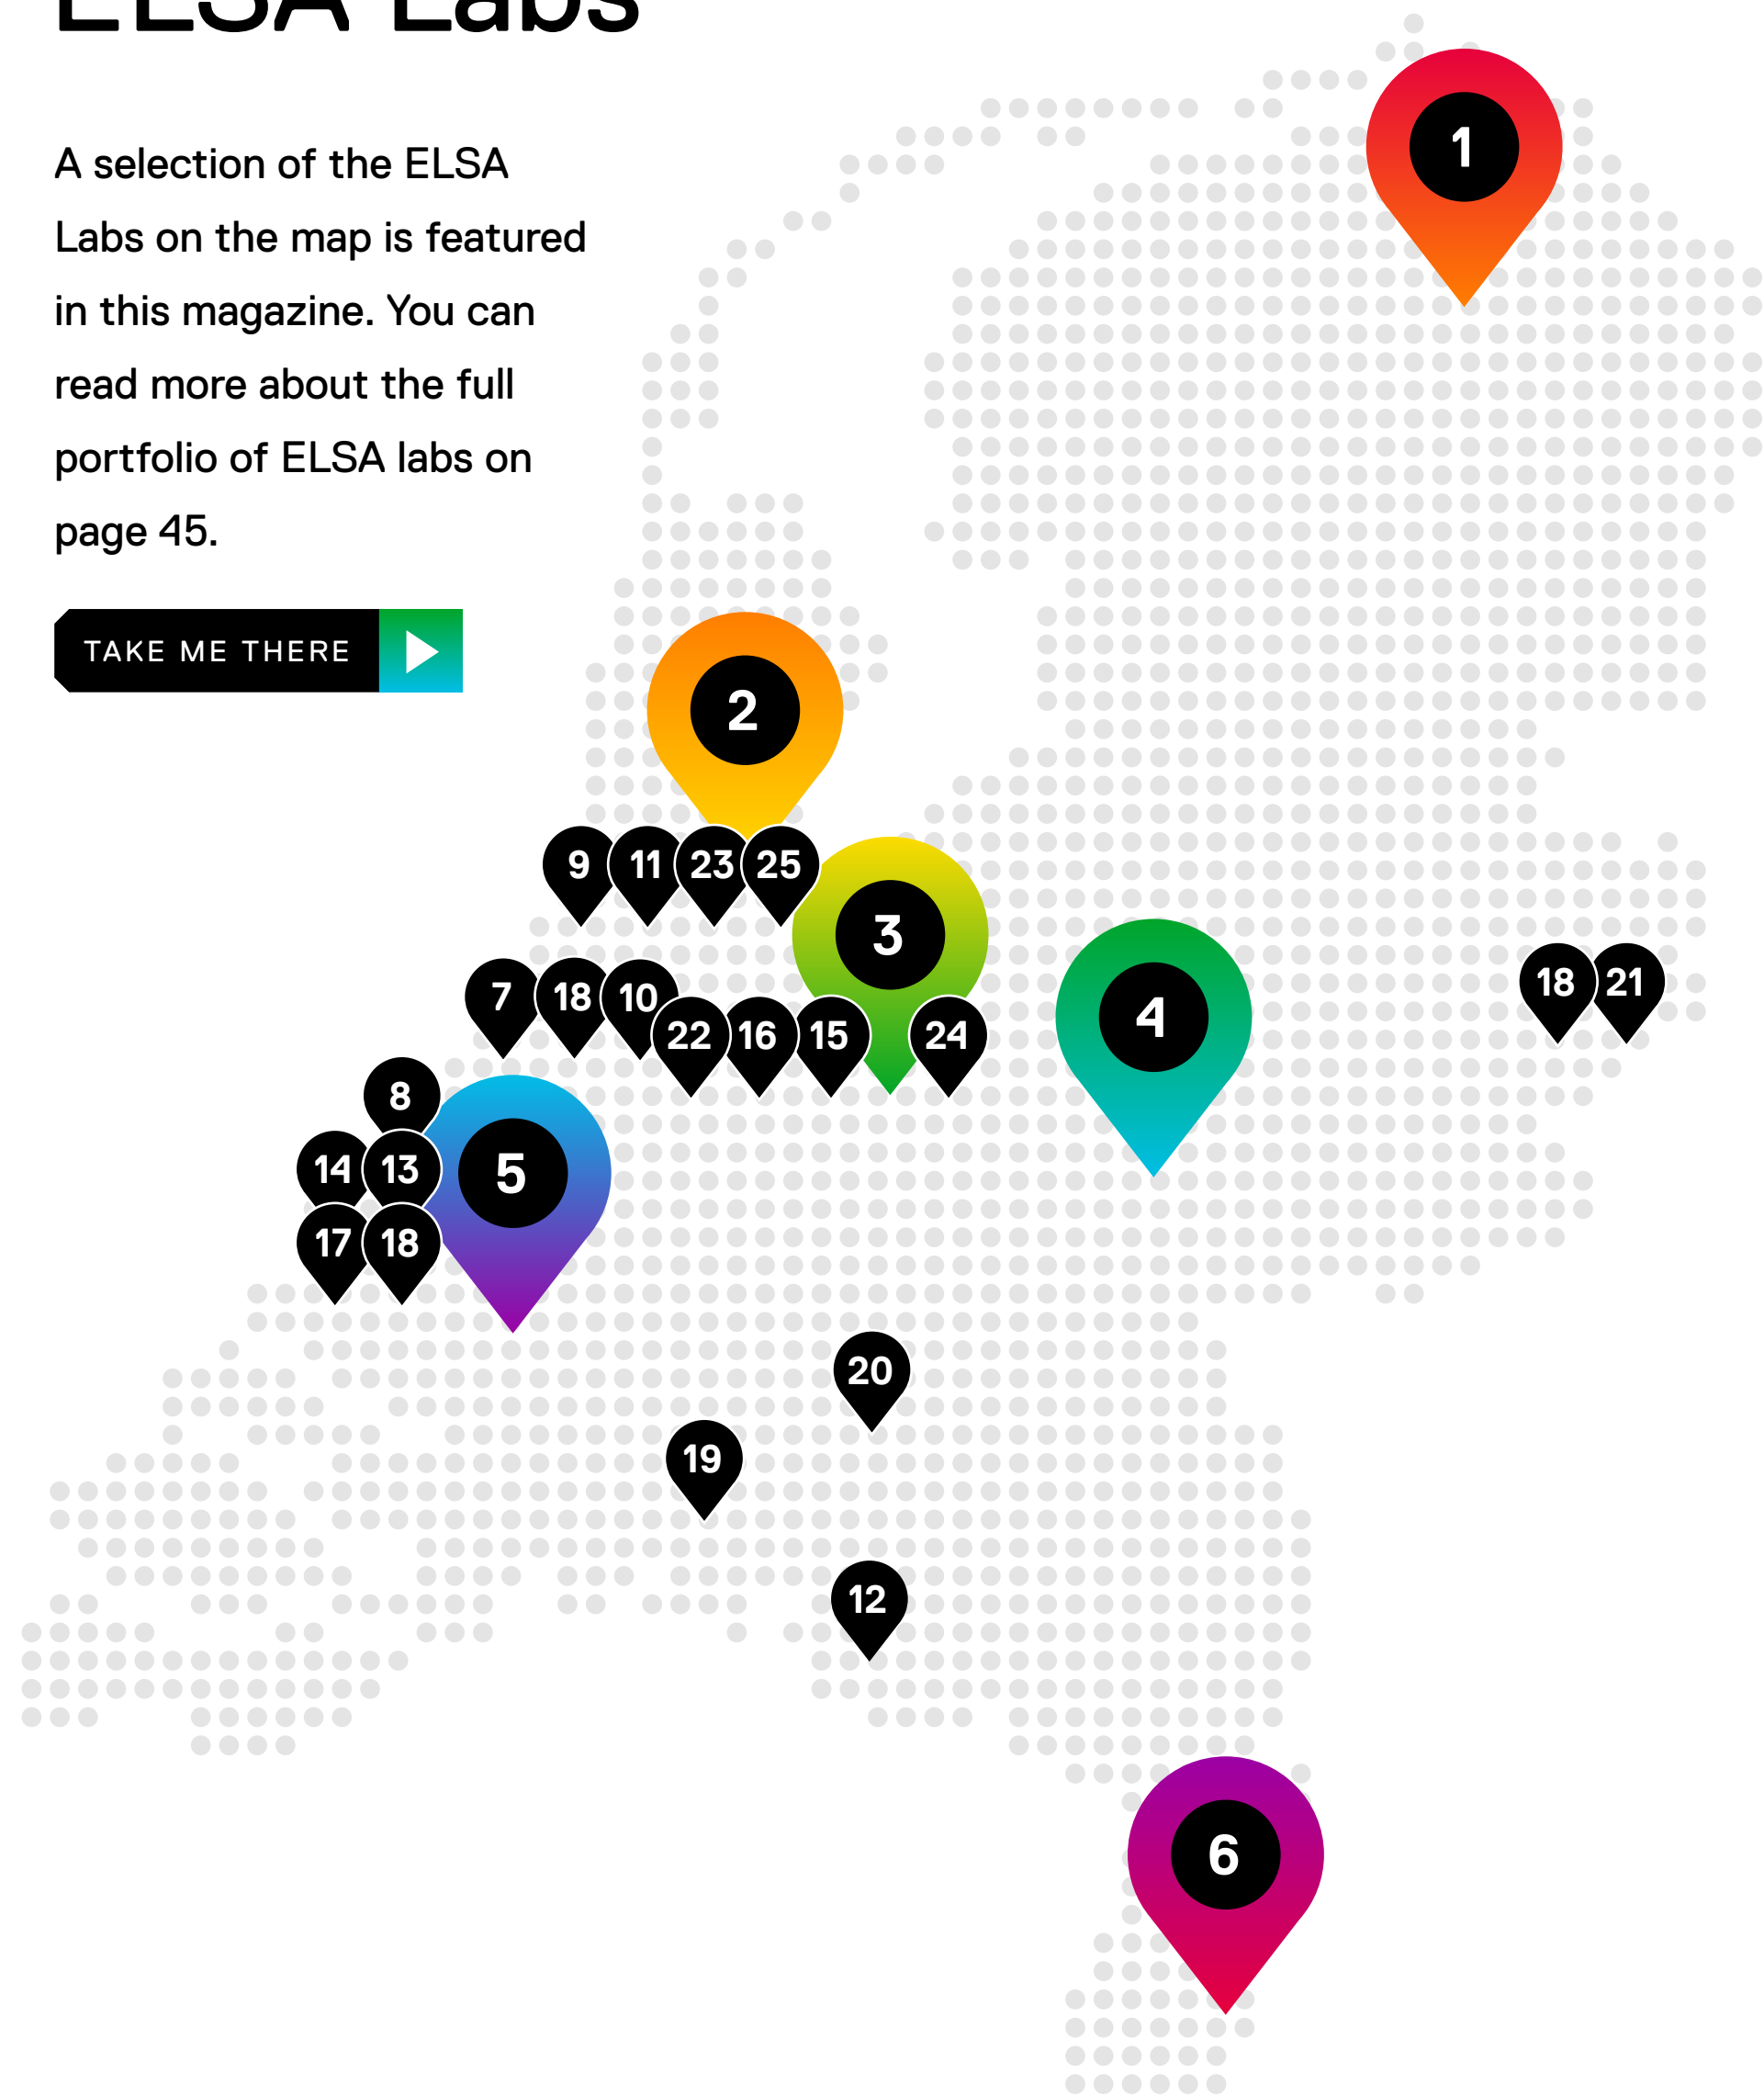 ELSA Labs
A selection of the ELSA
Labs on the map is featured
in this magazine. You can
read more about the full
portfolio of ELSA labs on
page 45.
TAKE ME THERE
1
2
9 11 23 25
3
4
18 21
7 18 10
22 16 15 24
8
14 13
5
17 18
20
19
12
6